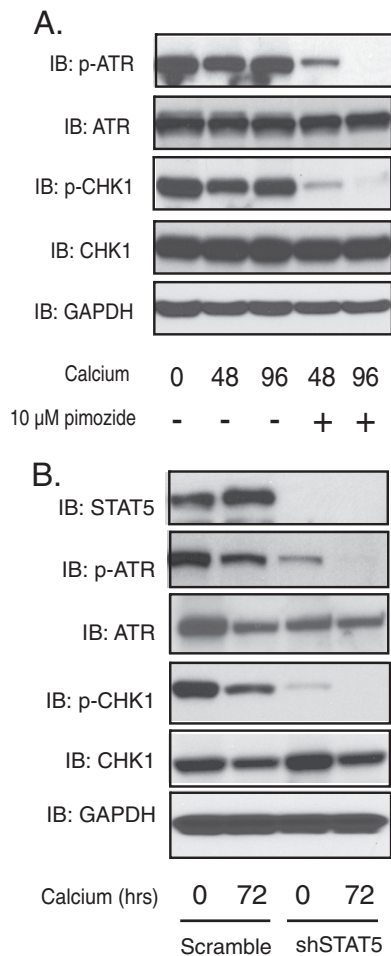 A.
IB: p-ATR
IB: ATR
IB: p-CHK1
IB: CHK1
IB: GAPDH
Calcium 0 48 96 48 96
10 µM pimozide - - - + +
B.
IB: STAT5
IB: p-ATR
IB: ATR
IB: p-CHK1
IB: CHK1
IB: GAPDH
Calcium (hrs) 0 72 0 72
Scramble shSTAT5